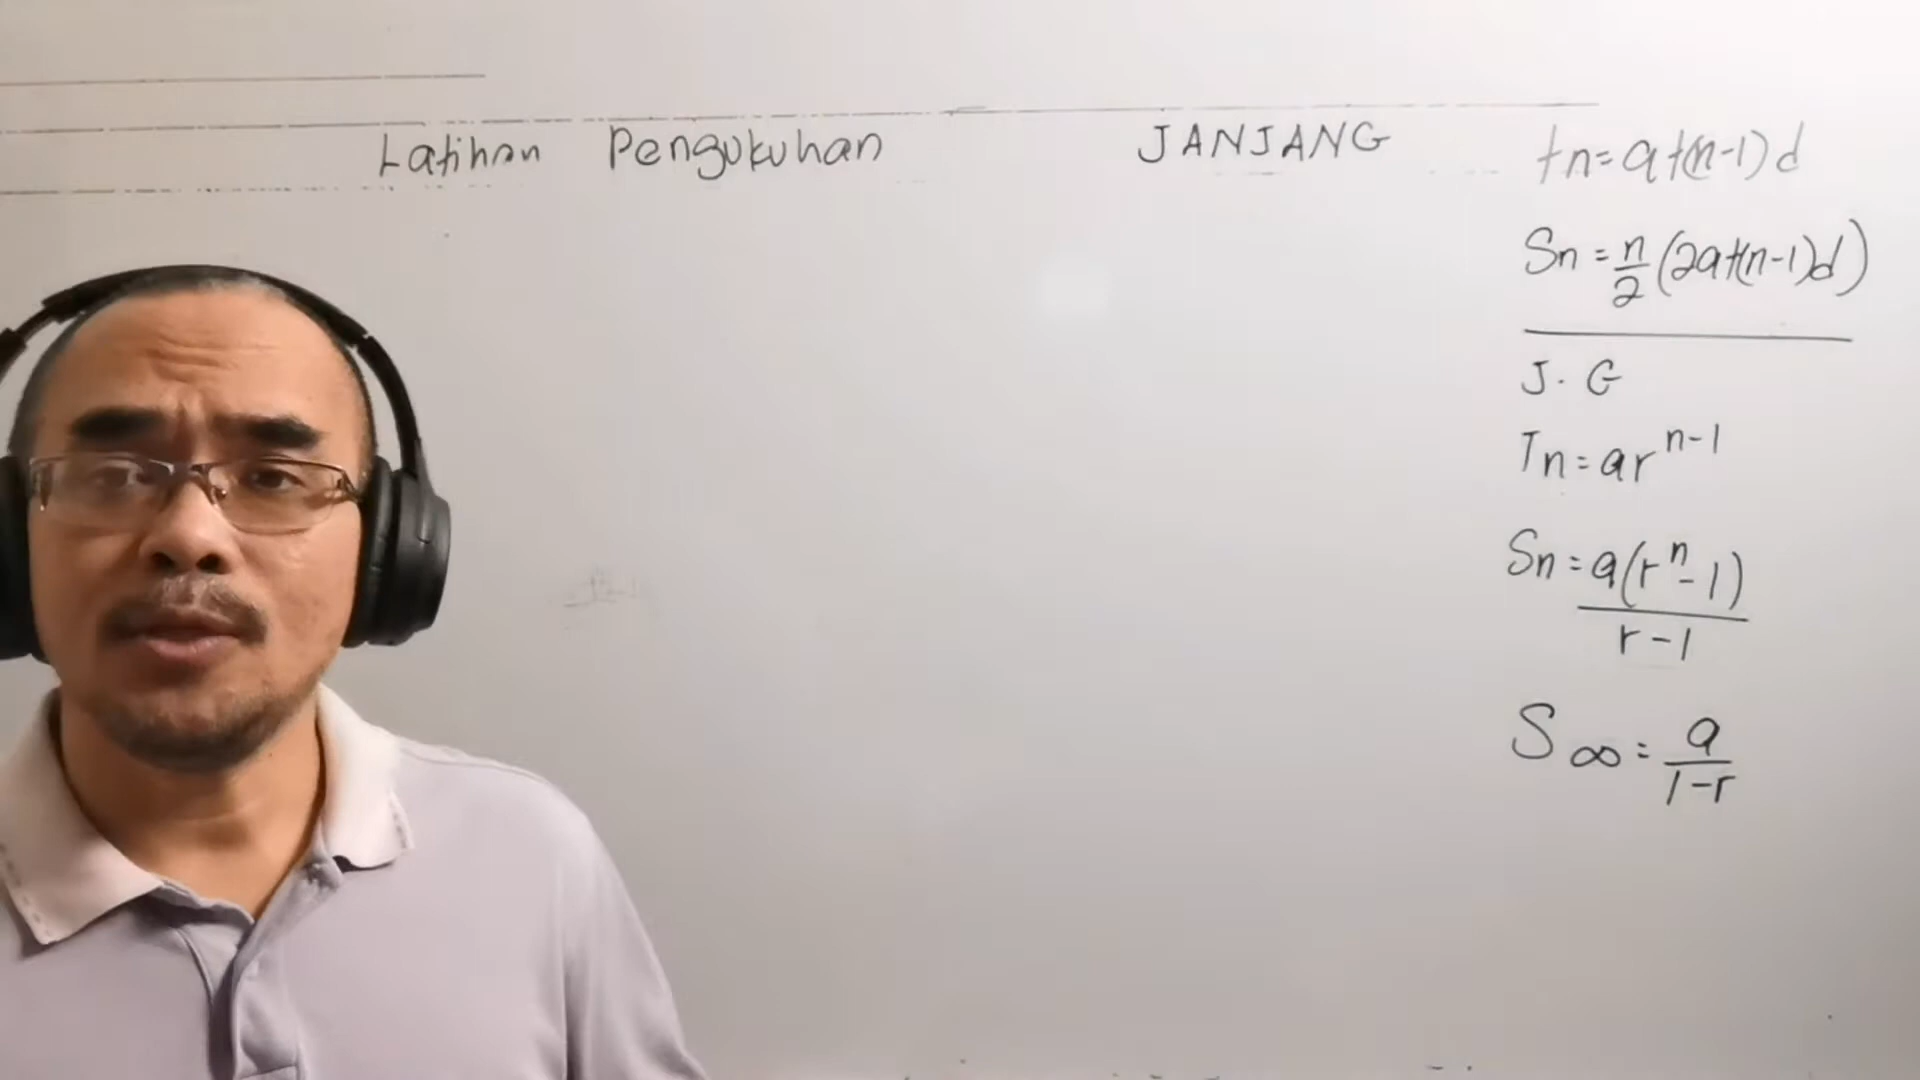 Latihan Pengukuhan JANJANG
tn=a+(n-1)d
Sn=n/2(2a+(n-1)d)
J.G
Tn=ar^n-1
Sn=a(r^n-1)/r-1
S∞=a/1-r